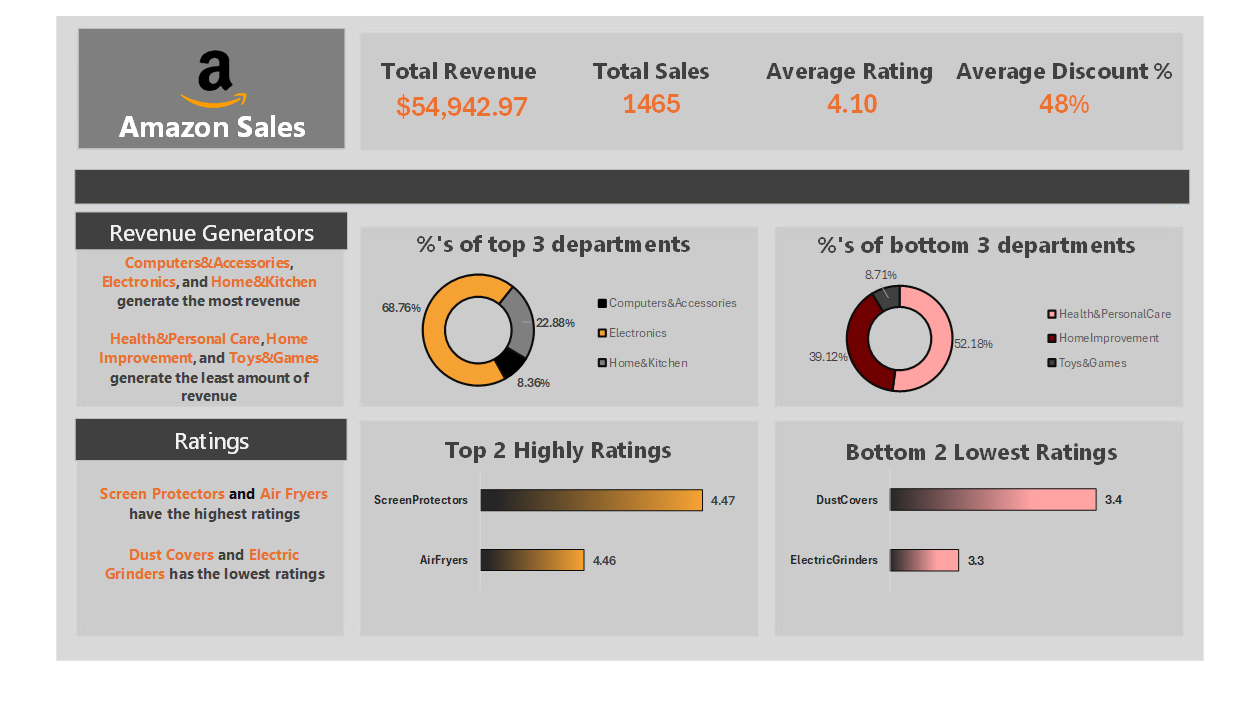 a
Amazon Sales
Total Revenue
$54,942.97
Total Sales
1465
Average Rating
4.10
Average Discount %
48%
Revenue Generators
Computers&Accessories,
Electronics, and Home&Kitchen
generate the most revenue
Health&Personal Care, Home
Improvement, and Toys&Games
generate the least amount of
revenue
%'s of top 3 departments
68.76%
22.88%
8.36%
Computers&Accessories
Electronics
Home&Kitchen
%'s of bottom 3 departments
8.71%
39.12%
52.18%
Health&PersonalCare
HomeImprovement
Toys&Games
Ratings
Screen Protectors and Air Fryers
have the highest ratings
Dust Covers and Electric
Grinders has the lowest ratings
Top 2 Highly Ratings
ScreenProtectors 4.47
AirFryers 4.46
Bottom 2 Lowest Ratings
DustCovers 3.4
ElectricGrinders 3.3